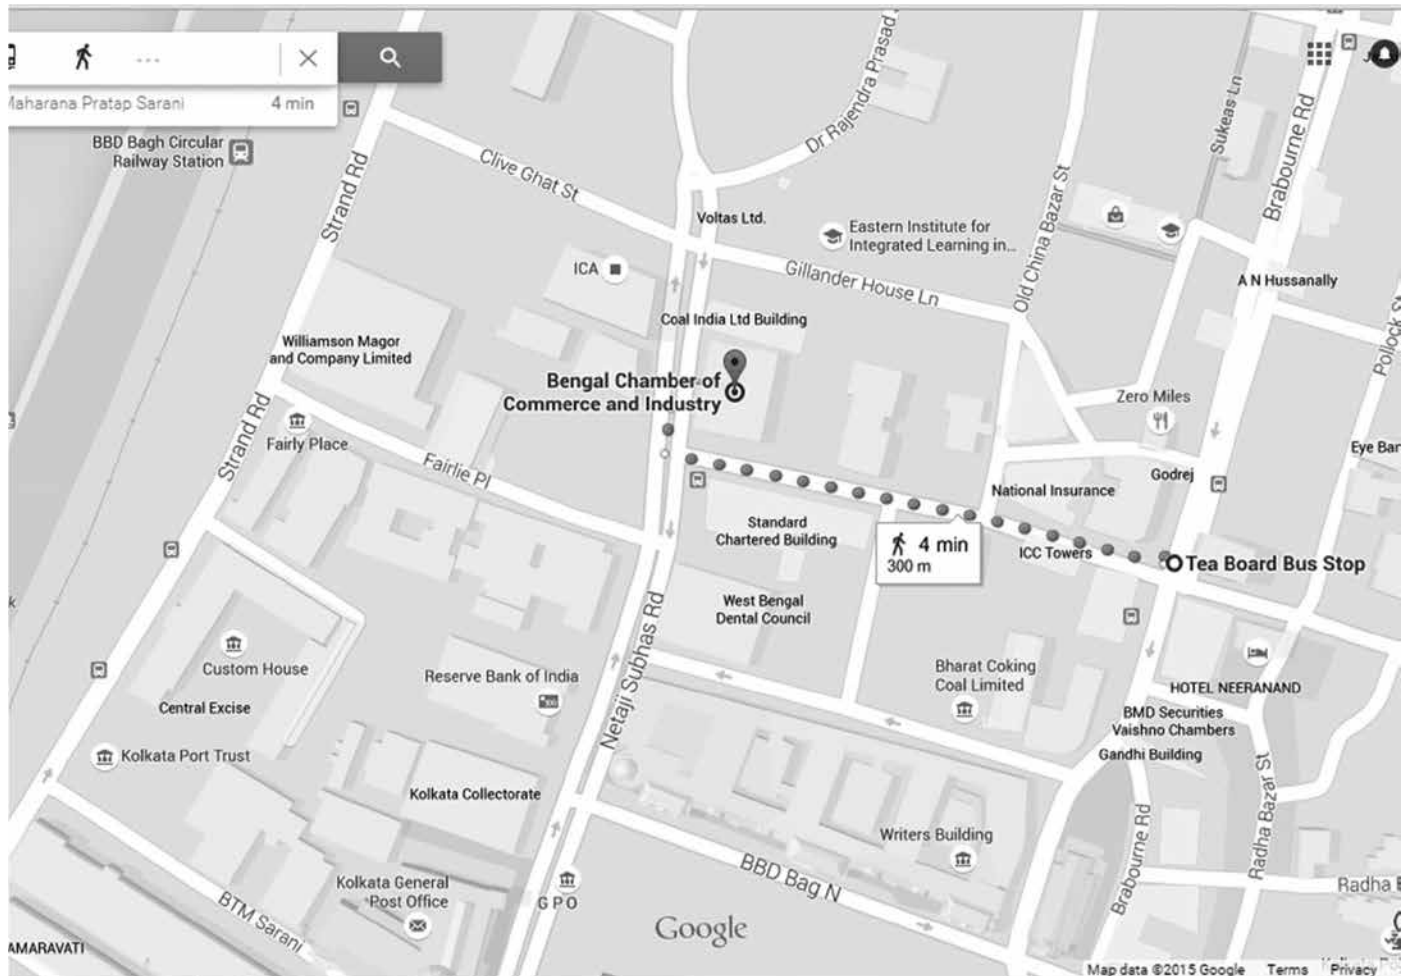 Maharana Pratap Sarani 4 min
BBD Bagh Circular
Railway Station
Strand Rd
Clive Ghat St
Dr Rajendra Prasad
Sukeas Ln
Brabourne Rd
Voltas Ltd.
Eastern Institute for
Integrated Learning in...
Old China Bazar St
ICA
Gillander House Ln
A N Hussanally
Pollock St
Coal India Ltd Building
Williamson Magor
and Company Limited
Bengal Chamber of
Commerce and Industry
Zero Miles
Strand Rd
Fairly Place
Fairlie Pl
Eye Ban
Godrej
National Insurance
Standard
Chartered Building
4 min
300 m
ICC Towers
Tea Board Bus Stop
West Bengal
Dental Council
Custom House
Reserve Bank of India
Netaji Subhas Rd
Bharat Coking
Coal Limited
HOTEL NEERANAND
Central Excise
BMD Securities
Vaishno Chambers
Gandhi Building
Kolkata Port Trust
Kolkata Collectorate
Radha Bazar St
Writers Building
BBD Bag N
Brabourne Rd
Kolkata General
Post Office
G P O
Radha B
BTM Sarani
Google
AMARAVATI
Map data ©2015 Google Terms Privacy